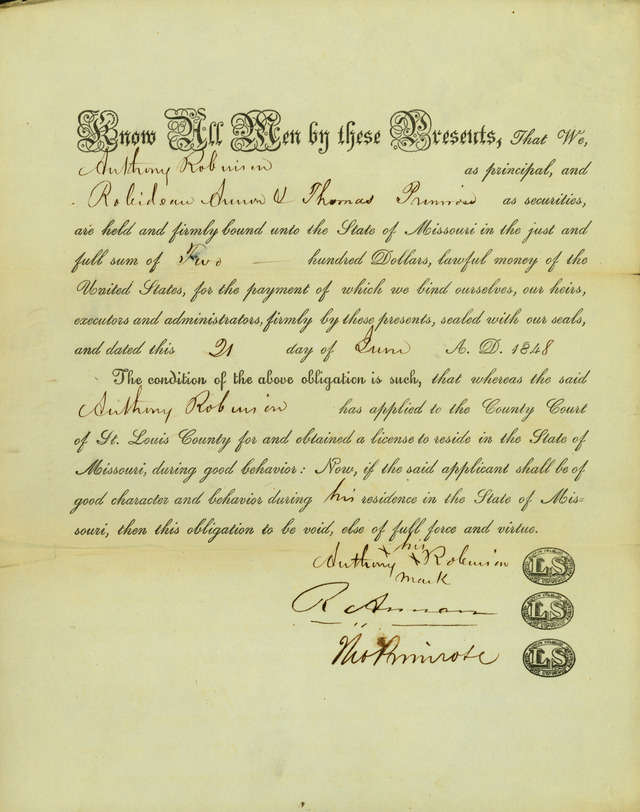 Know All Men by these Presents, That We,
Anthony Robinson as principal, and
Thomas Primrose as securities,
are held and firmly bound unto the State of Missouri in the just and
full sum of Two hundred Dollars, lawful money of the
United States, for the payment of which we bind ourselves, our heirs,
executors and administrators, firmly by these presents, sealed with our seals,
and dated this 21 day of June A. D. 1848
The condition of the above obligation is such, that whereas the said
Anthony Robinson has applied to the County Court
of St. Louis County for and obtained a license to reside in the State of
Missouri, during good behavior: Now, if the said applicant shall be of
good character and behavior during his residence in the State of Mis=
souri, then this obligation to be void, else of full force and virtue.
Anthony his x Robinson LS
mark
R Annan LS
Tho Primrose LS